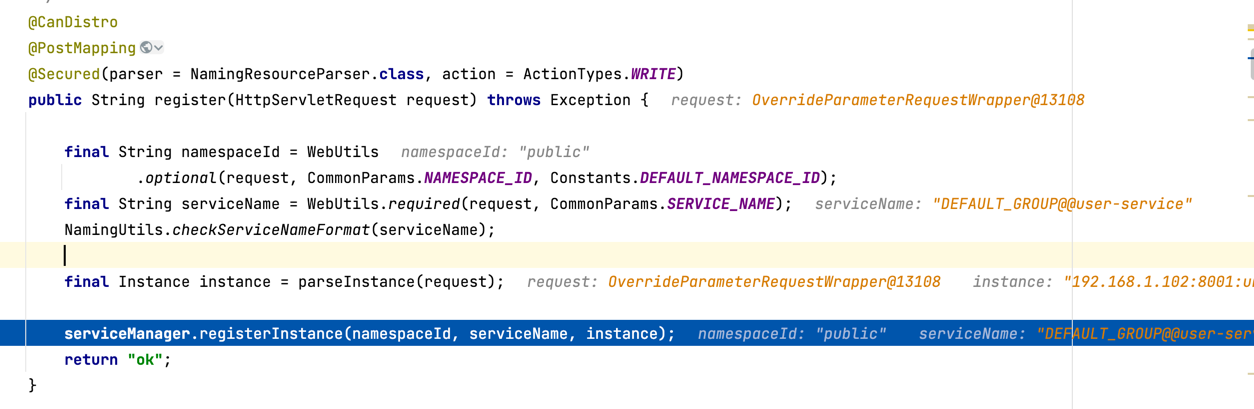 @CanDistro
@PostMapping
@Secured(parser = NamingResourceParser.class, action = ActionTypes.WRITE)
public String register(HttpServletRequest request) throws Exception {   request: OverrideParameterRequestWrapper@13108
final String namespaceId = WebUtils   namespaceId: "public"
.optional(request, CommonParams.NAMESPACE_ID, Constants.DEFAULT_NAMESPACE_ID);
final String serviceName = WebUtils.required(request, CommonParams.SERVICE_NAME);   serviceName: "DEFAULT_GROUP@@user-service"
NamingUtils.checkServiceNameFormat(serviceName);
final Instance instance = parseInstance(request);   request: OverrideParameterRequestWrapper@13108   instance: "192.168.1.102:8001:u
serviceManager.registerInstance(namespaceId, serviceName, instance);   namespaceId: "public"   serviceName: "DEFAULT_GROUP@@user-ser
return "ok";
}